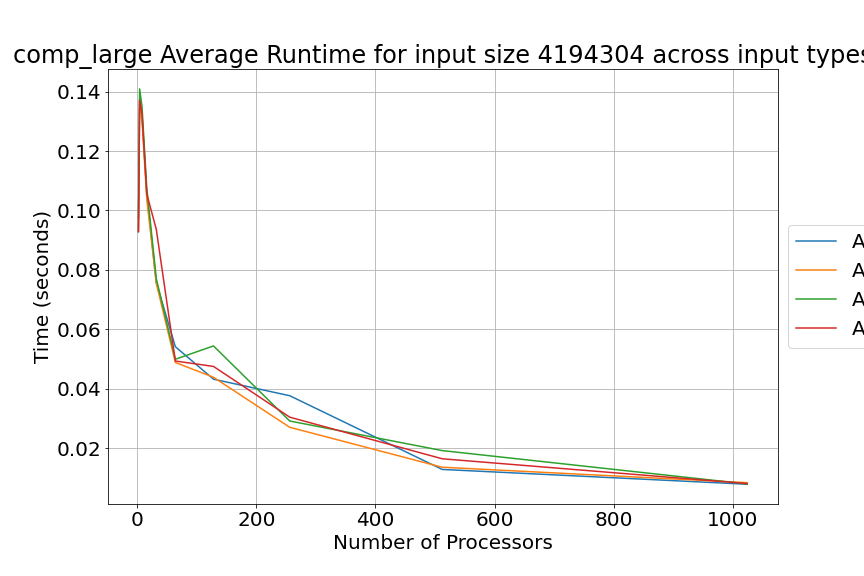 comp_large Average Runtime for input size 4194304 across input types
0.14
0.12
0.10
0.08
0.06
0.04
0.02
Time (seconds)
0
200
400
600
800
1000
Number of Processors
A
A
A
A